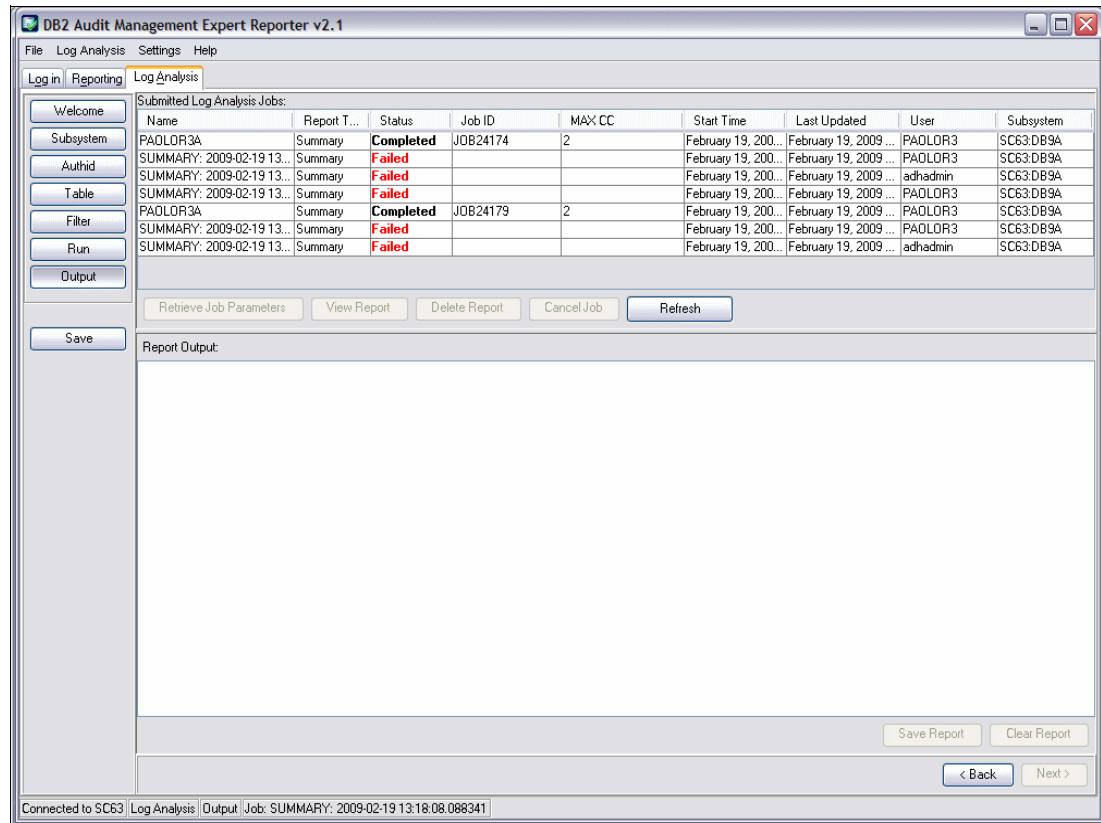 DB2 Audit Management Expert Reporter v2.1
File Log Analysis Settings Help
Log in Reporting Log Analysis
Welcome
Subsystem
Authid
Table
Filter
Run
Output
Save
Submitted Log Analysis Jobs:
Name Report T... Status Job ID MAX CC Start Time Last Updated User Subsystem
PAOLOR3A Summary Completed JOB24174 2 February 19, 200... February 19, 2009 ... PAOLOR3 SC63:DB9A
SUMMARY: 2009-02-19 13... Summary Failed February 19, 200... February 19, 2009 ... PAOLOR3 SC63:DB9A
SUMMARY: 2009-02-19 13... Summary Failed February 19, 200... February 19, 2009 ... adhadmin SC63:DB9A
SUMMARY: 2009-02-19 13... Summary Failed February 19, 200... February 19, 2009 ... PAOLOR3 SC63:DB9A
PAOLOR3A Summary Completed JOB24179 2 February 19, 200... February 19, 2009 ... PAOLOR3 SC63:DB9A
SUMMARY: 2009-02-19 13... Summary Failed February 19, 200... February 19, 2009 ... PAOLOR3 SC63:DB9A
SUMMARY: 2009-02-19 13... Summary Failed February 19, 200... February 19, 2009 ... adhadmin SC63:DB9A
Retrieve Job Parameters View Report Delete Report Cancel Job Refresh
Report Output:
Save Report Clear Report
< Back Next >
Connected to SC63 Log Analysis Output Job: SUMMARY: 2009-02-19 13:18:08.088341